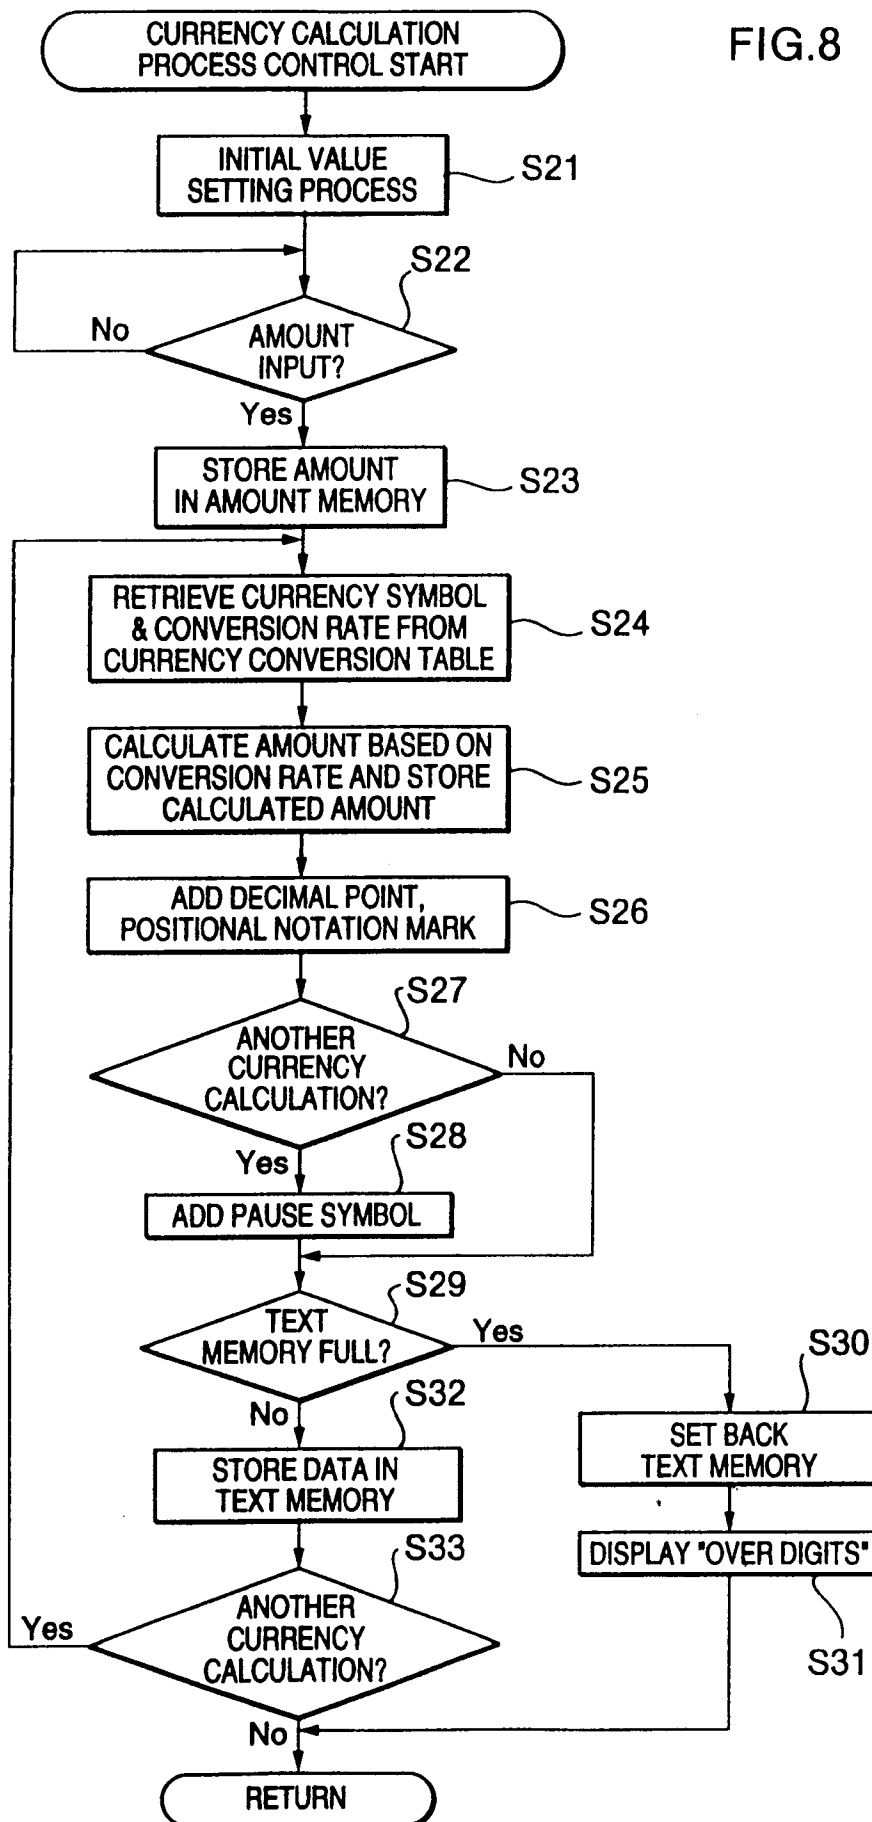 CURRENCY CALCULATION
PROCESS CONTROL START
FIG.8
INITIAL VALUE
SETTING PROCESS
S21
S22
No
AMOUNT
INPUT?
Yes
STORE AMOUNT
IN AMOUNT MEMORY
S23
RETRIEVE CURRENCY SYMBOL
& CONVERSION RATE FROM
CURRENCY CONVERSION TABLE
S24
CALCULATE AMOUNT BASED ON
CONVERSION RATE AND STORE
CALCULATED AMOUNT
S25
ADD DECIMAL POINT,
POSITIONAL NOTATION MARK
S26
S27
ANOTHER
CURRENCY
CALCULATION?
No
Yes
S28
ADD PAUSE SYMBOL
S29
TEXT
MEMORY FULL?
Yes
S30
No
S32
SET BACK
TEXT MEMORY
STORE DATA IN
TEXT MEMORY
DISPLAY "OVER DIGITS"
S33
Yes
ANOTHER
CURRENCY
CALCULATION?
S31
No
RETURN